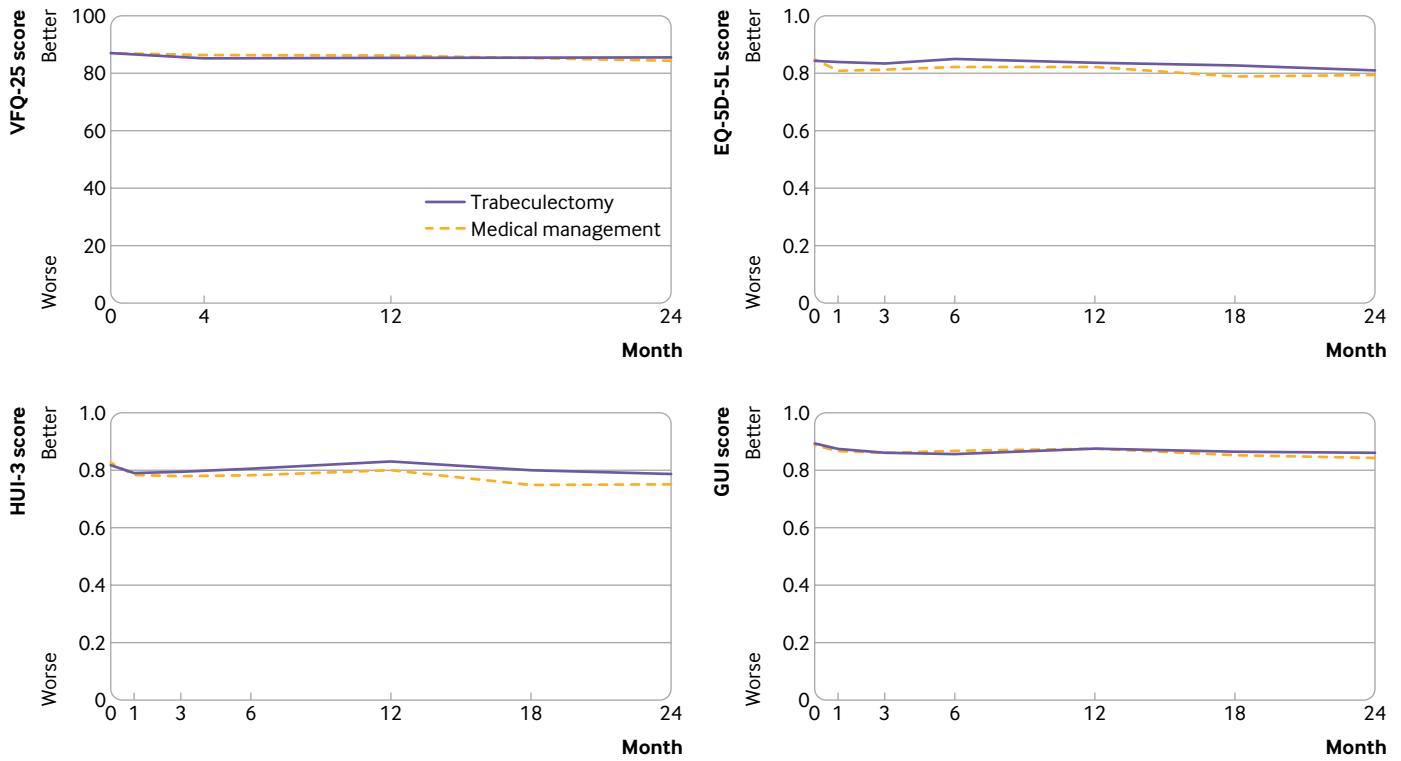 VFQ-25 score
Better
Worse
100
80
60
40
20
0
0 4 12 24
Month
Trabeculectomy
Medical management
EQ-5D-5L score
Better
Worse
1.0
0.8
0.6
0.4
0.2
0
0 1 3 6 12 18 24
Month
HUI-3 score
Better
Worse
1.0
0.8
0.6
0.4
0.2
0
0 1 3 6 12 18 24
Month
GUI score
Better
Worse
1.0
0.8
0.6
0.4
0.2
0
0 1 3 6 12 18 24
Month